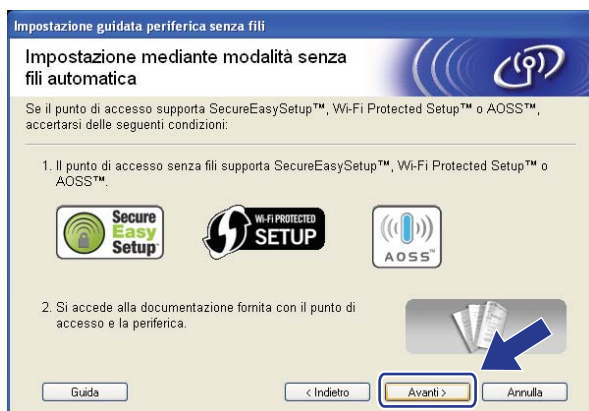 Impostazione guidata periferica senza fili
Impostazione mediante modalità senza
fili automatica
Se il punto di accesso supporta SecureEasySetup™, Wi-Fi Protected Setup™ o AOSS™,
accertarsi delle seguenti condizioni:
1. Il punto di accesso senza fili supporta SecureEasySetup™, Wi-Fi Protected Setup™ o
AOSS™.
Secure
Easy
Setup™
WI-FI PROTECTED
SETUP
AOSS™
2. Si accede alla documentazione fornita con il punto di
accesso e la periferica.
Guida
< Indietro
Avanti >
Annulla